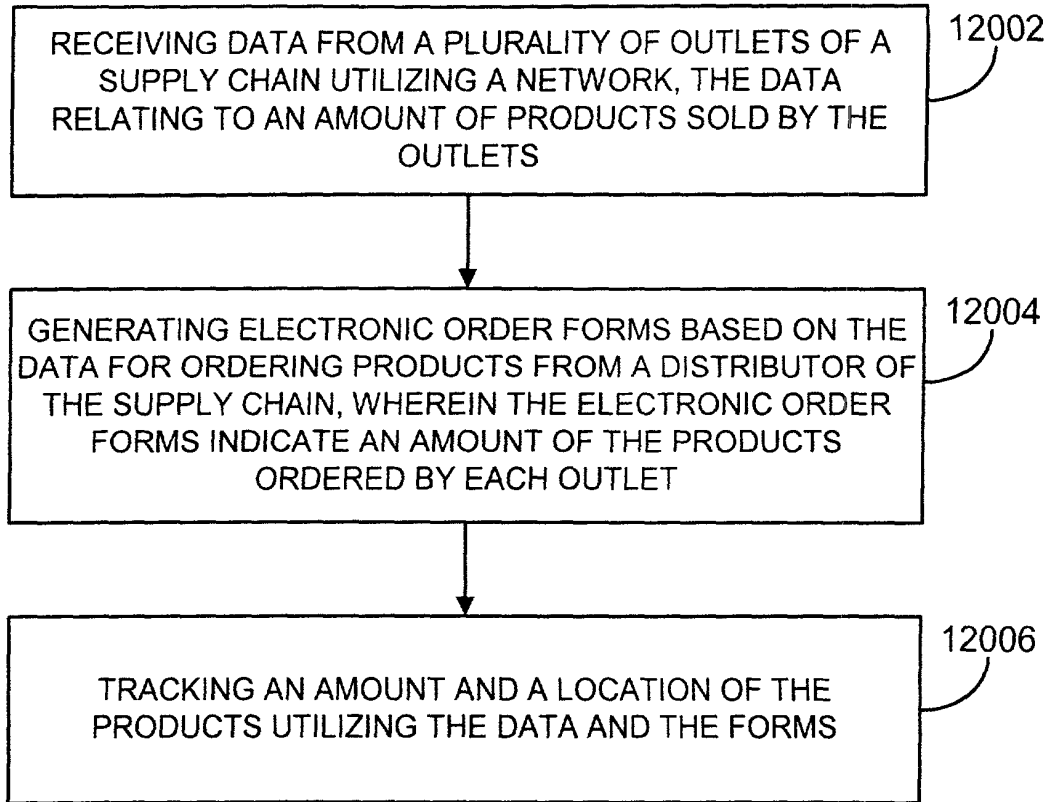 RECEIVING DATA FROM A PLURALITY OF OUTLETS OF A
SUPPLY CHAIN UTILIZING A NETWORK, THE DATA
RELATING TO AN AMOUNT OF PRODUCTS SOLD BY THE
OUTLETS
12002
GENERATING ELECTRONIC ORDER FORMS BASED ON THE
DATA FOR ORDERING PRODUCTS FROM A DISTRIBUTOR OF
THE SUPPLY CHAIN, WHEREIN THE ELECTRONIC ORDER
FORMS INDICATE AN AMOUNT OF THE PRODUCTS
ORDERED BY EACH OUTLET
12004
TRACKING AN AMOUNT AND A LOCATION OF THE
PRODUCTS UTILIZING THE DATA AND THE FORMS
12006